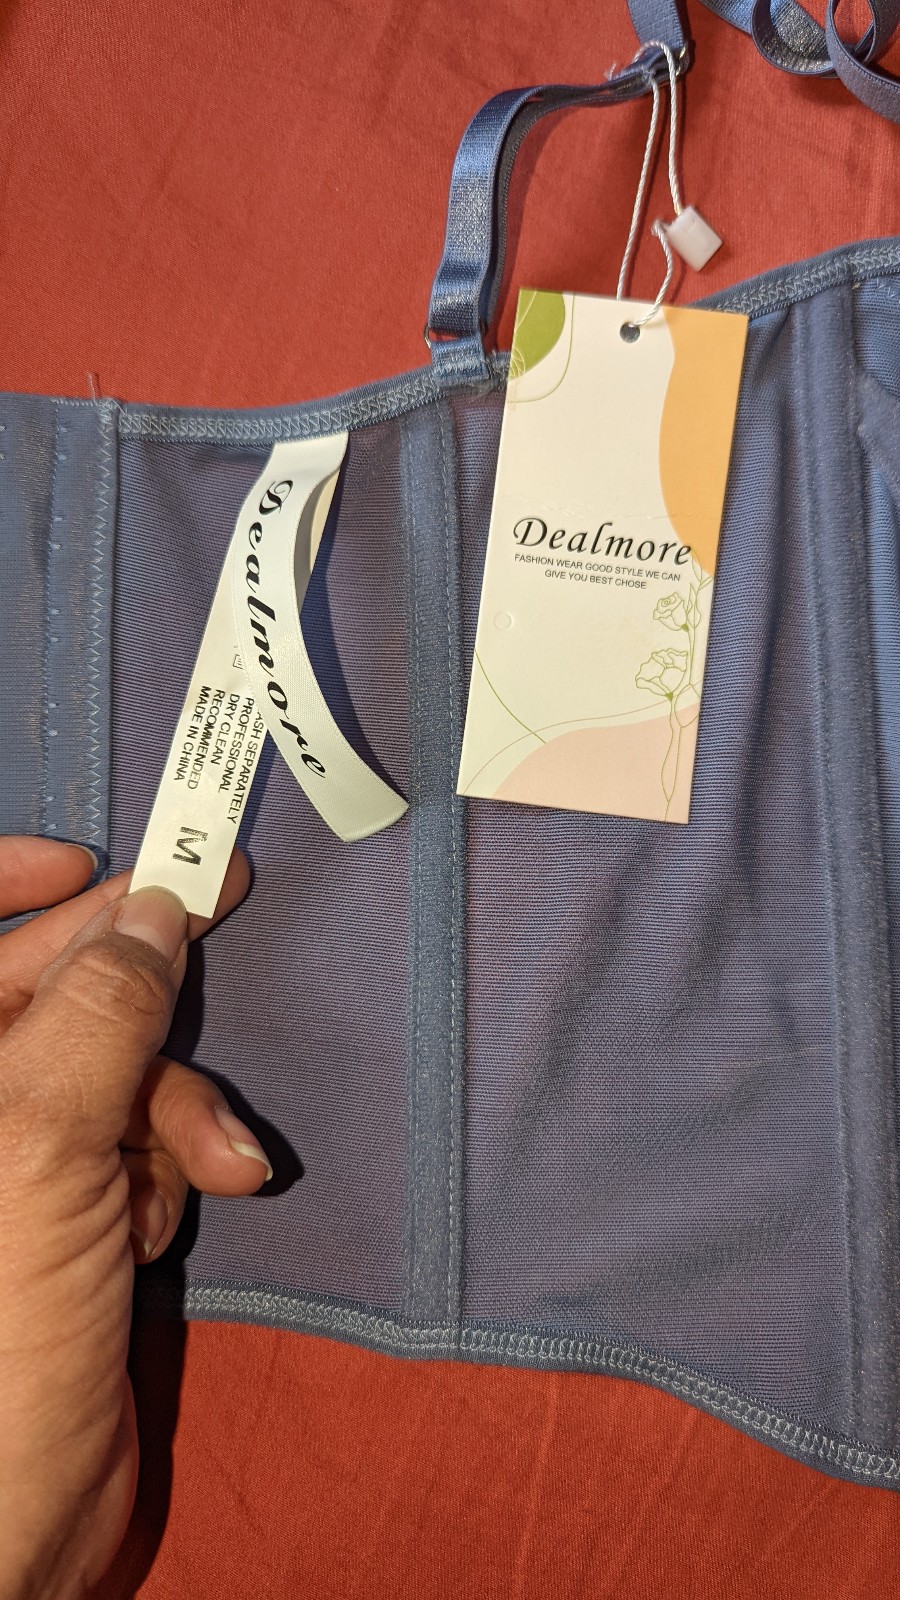 Dealmore
FASHION WEAR GOOD STYLE WE CAN
GIVE YOU BEST CHOSE
Dealmore
SEPARATELY
PROFESSIONAL
DRY CLEAN
RECOMMENDED
MADE IN CHINA
M